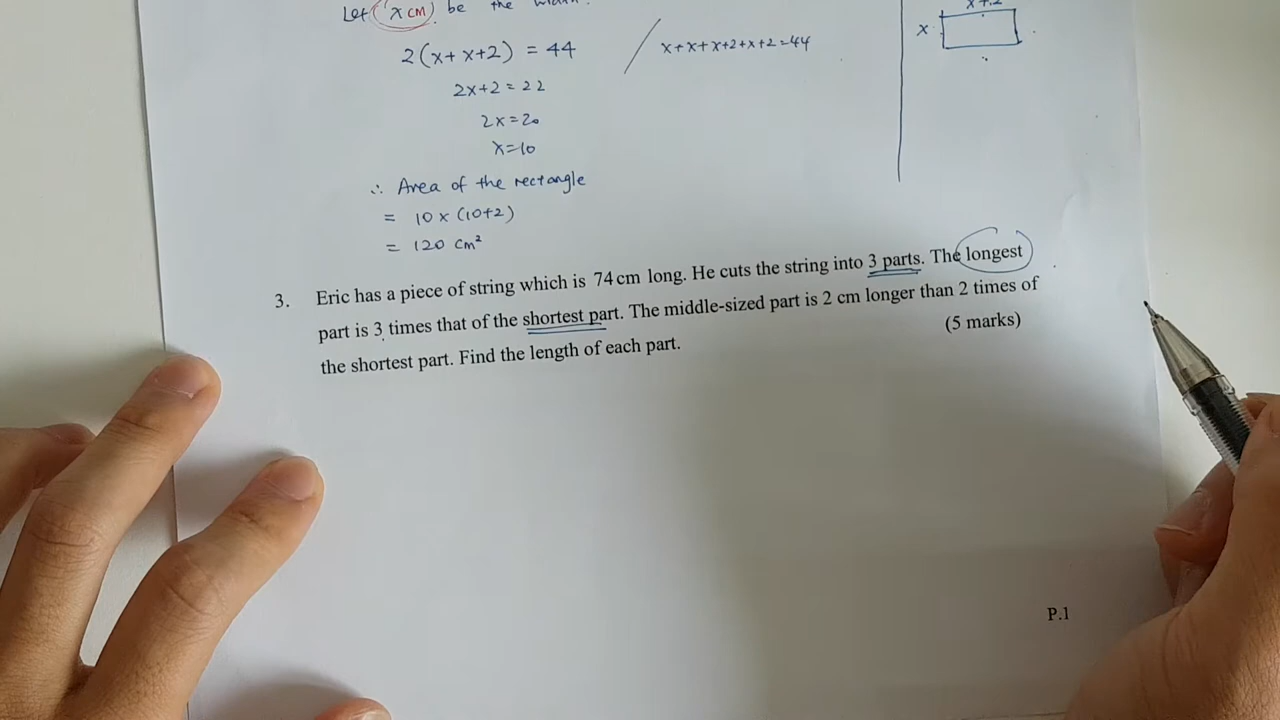 Let x cm be the width.
x+2
2(x+x+2) = 44 / x+x+x+2+x+2=44
x
2x+2=22
2x=20
x=10
∴ Area of the rectangle
= 10 x (10+2)
= 120 cm²
3. Eric has a piece of string which is 74 cm long. He cuts the string into 3 parts. The longest
part is 3 times that of the shortest part. The middle-sized part is 2 cm longer than 2 times of
the shortest part. Find the length of each part. (5 marks)
P.1